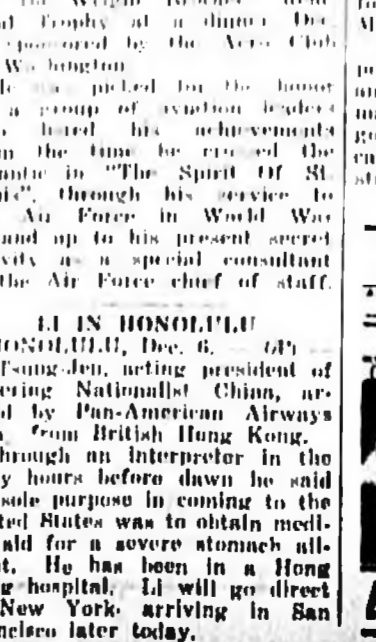 Trophy at a dinner Dec.
sponsored by the Aero Club
Washington
picked for the honor
a group of aviation leaders
his achievements
the time he crossed the
antic in "The Spirit Of St.
is", through his service to
Air Force in World War
and up to his present secret
vity as a special consultant
the Air Force chief of staff.
LI IN HONOLULU
HONOLULU, Dec. 6. — (AP) —
Tsung-Jen, acting president of
ering Nationalist China, ar-
d by Pan-American Airways
from British Hong Kong.
hrough an interpreter in the
y hours before dawn he said
sole purpose in coming to the
ted States was to obtain medi-
aid for a severe stomach ail-
t. He has been in a Hong
g hospital. Li will go direct
New York, arriving in San
ncisco later today.